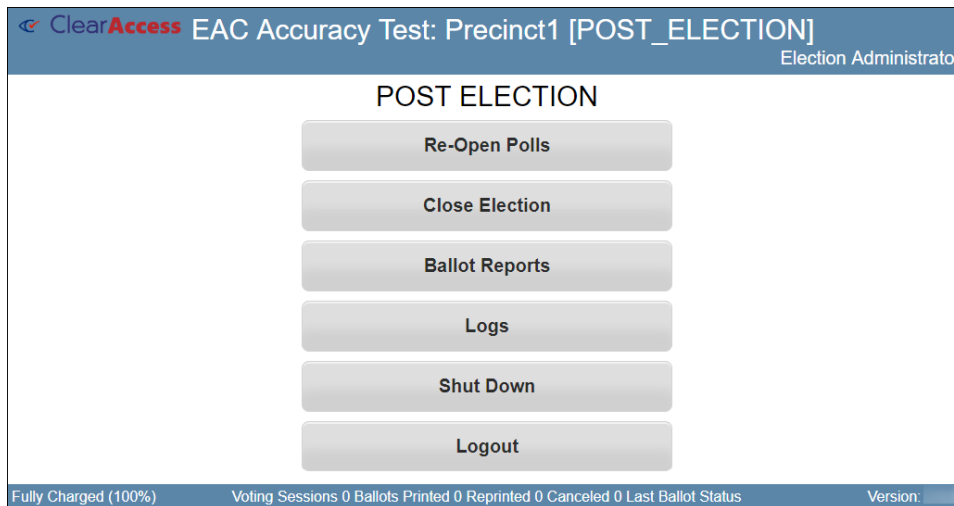 ClearAccess EAC Accuracy Test: Precinct1 [POST_ELECTION]
Election Administrato
POST ELECTION
Re-Open Polls
Close Election
Ballot Reports
Logs
Shut Down
Logout
Fully Charged (100%) Voting Sessions 0 Ballots Printed 0 Reprinted 0 Canceled 0 Last Ballot Status Version: